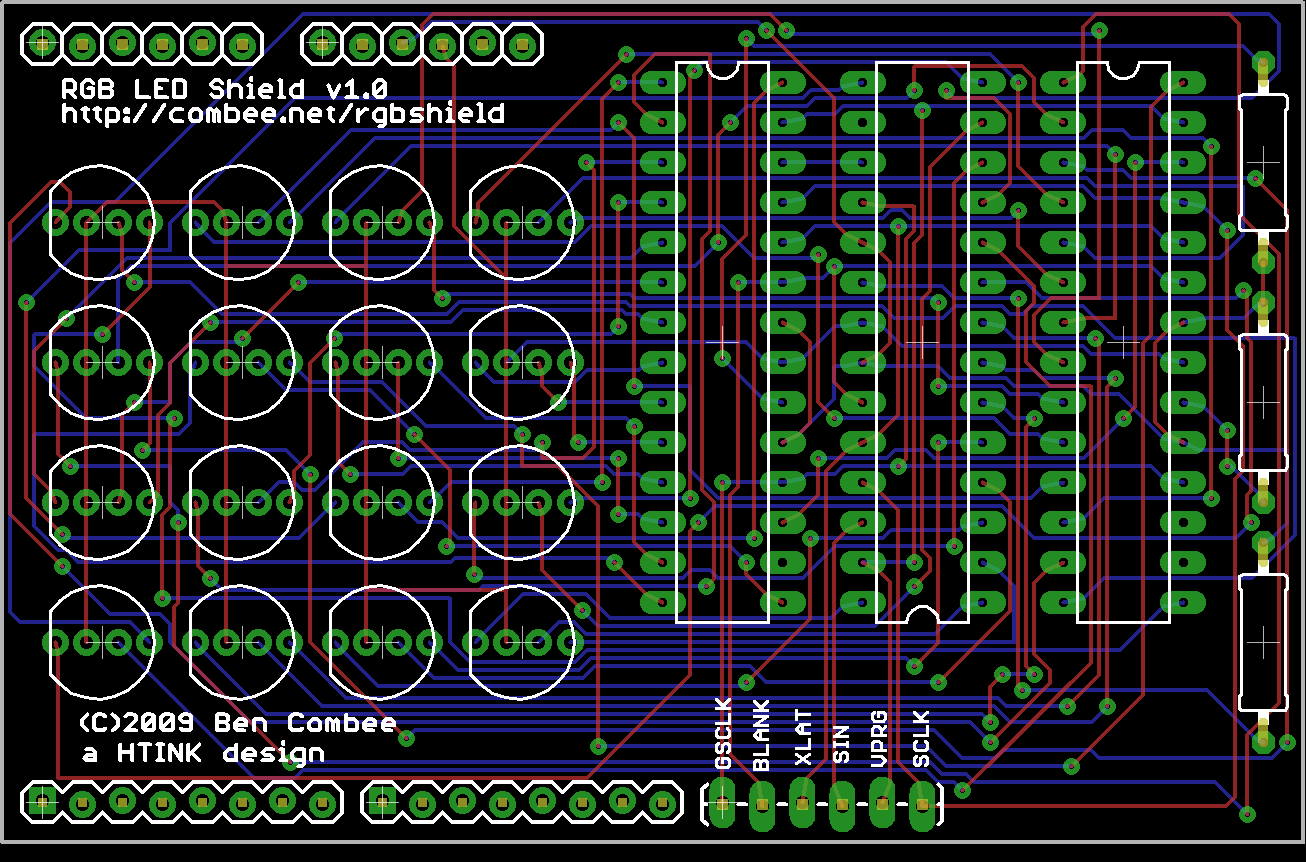 RGB LED Shield v1.0
http://combee.net/rgbshield
(C)2009 Ben Combee
a HTINK design
GSCLK
BLANK
XLAT
SIN
VPRG
SCLK